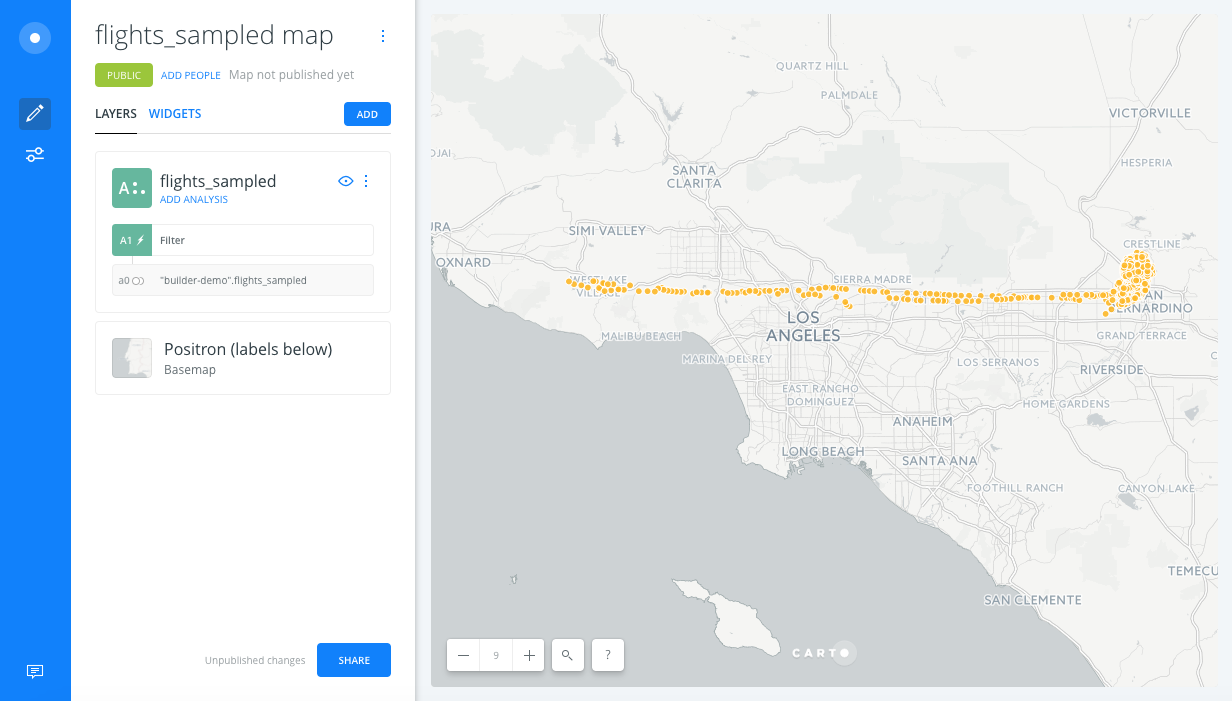 flights_sampled map
PUBLIC ADD PEOPLE Map not published yet
LAYERS WIDGETS ADD
A
flights_sampled
ADD ANALYSIS
A1 Filter
a0 "builder-demo".flights_sampled
Positron (labels below)
Basemap
Unpublished changes SHARE
QUARTZ HILL
PALMDALE
VICTORVILLE
OJAI
HESPERIA
SANTA
CLARITA
URA
SIMI VALLEY
CRESTLINE
OXNARD
WESTLAKE
VILLAGE
SIERRA MADRE
SAN
BERNARDINO
LOS
ANGELES
MALIBU BEACH
GRAND TERRACE
MARINA DEL REY
LOS SERRANOS
RIVERSIDE
C
EAST RANCHO
DOMINGUEZ
HOME GARDENS
ANAHEIM
LONG BEACH
SANTA ANA
FOOTHILL RANCH
CANYON LAKE
TEMECU
SAN CLEMENTE
9
?
CARTO